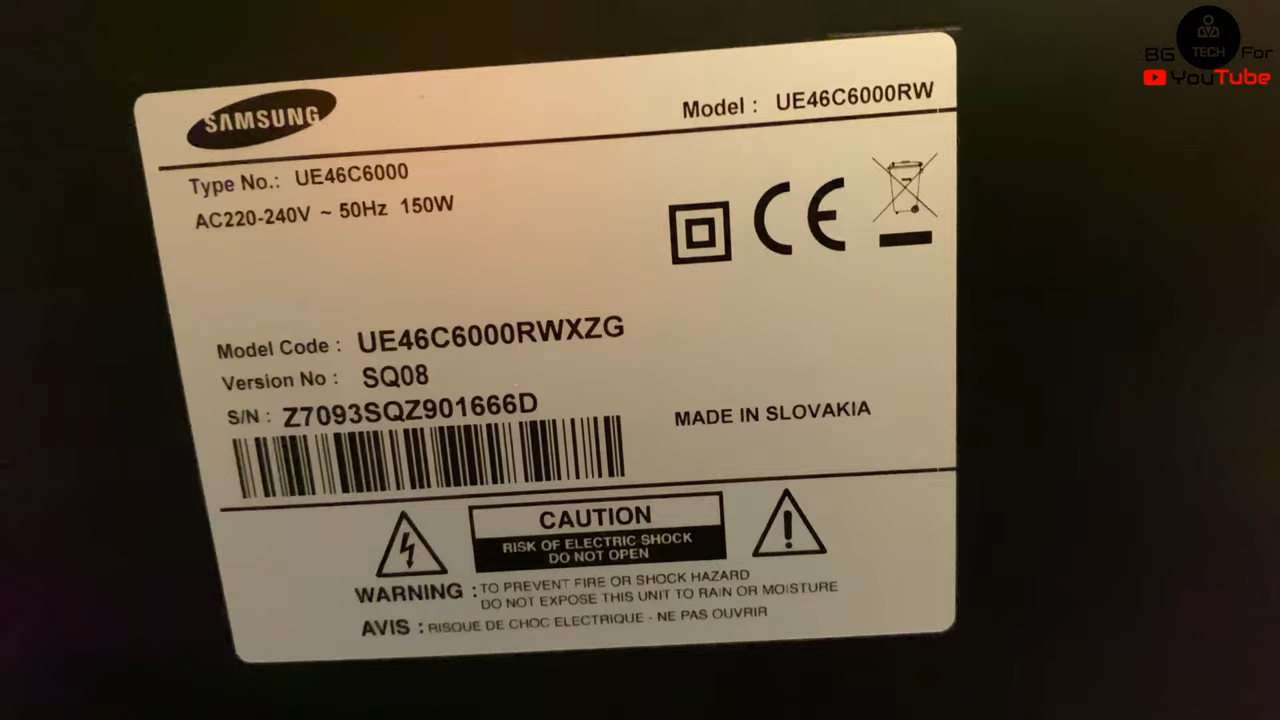 BG TECH For
YouTube
SAMSUNG
Model : UE46C6000RW
Type No.: UE46C6000
AC220-240V ~ 50Hz 150W
CE
Model Code : UE46C6000RWXZG
Version No : SQ08
S/N : Z7093SQZ901666D
MADE IN SLOVAKIA
CAUTION
RISK OF ELECTRIC SHOCK
DO NOT OPEN
WARNING : TO PREVENT FIRE OR SHOCK HAZARD
DO NOT EXPOSE THIS UNIT TO RAIN OR MOISTURE
AVIS : RISQUE DE CHOC ELECTRIQUE - NE PAS OUVRIR